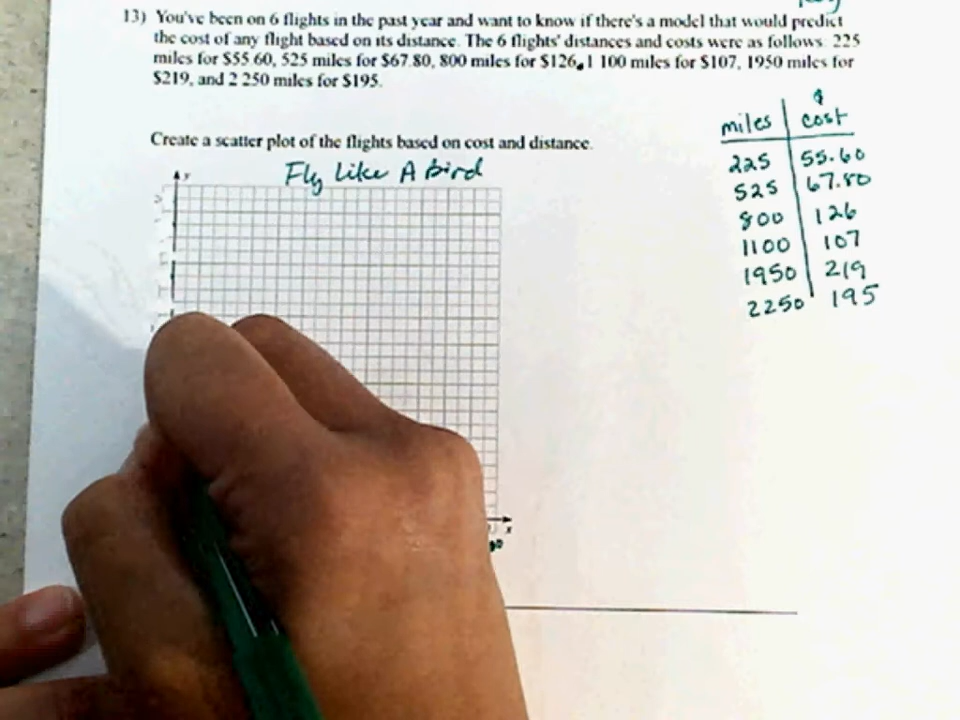 13) You've been on 6 flights in the past year and want to know if there's a model that would predict
the cost of any flight based on its distance. The 6 flights' distances and costs were as follows: 225
miles for $55.60, 525 miles for $67.80, 800 miles for $126, 1 100 miles for $107, 1950 miles for
$219, and 2 250 miles for $195.
Create a scatter plot of the flights based on cost and distance.
Fly Like A bird
y
x
miles $ cost
225 55.60
525 67.80
800 126
1100 107
1950 219
2250 195